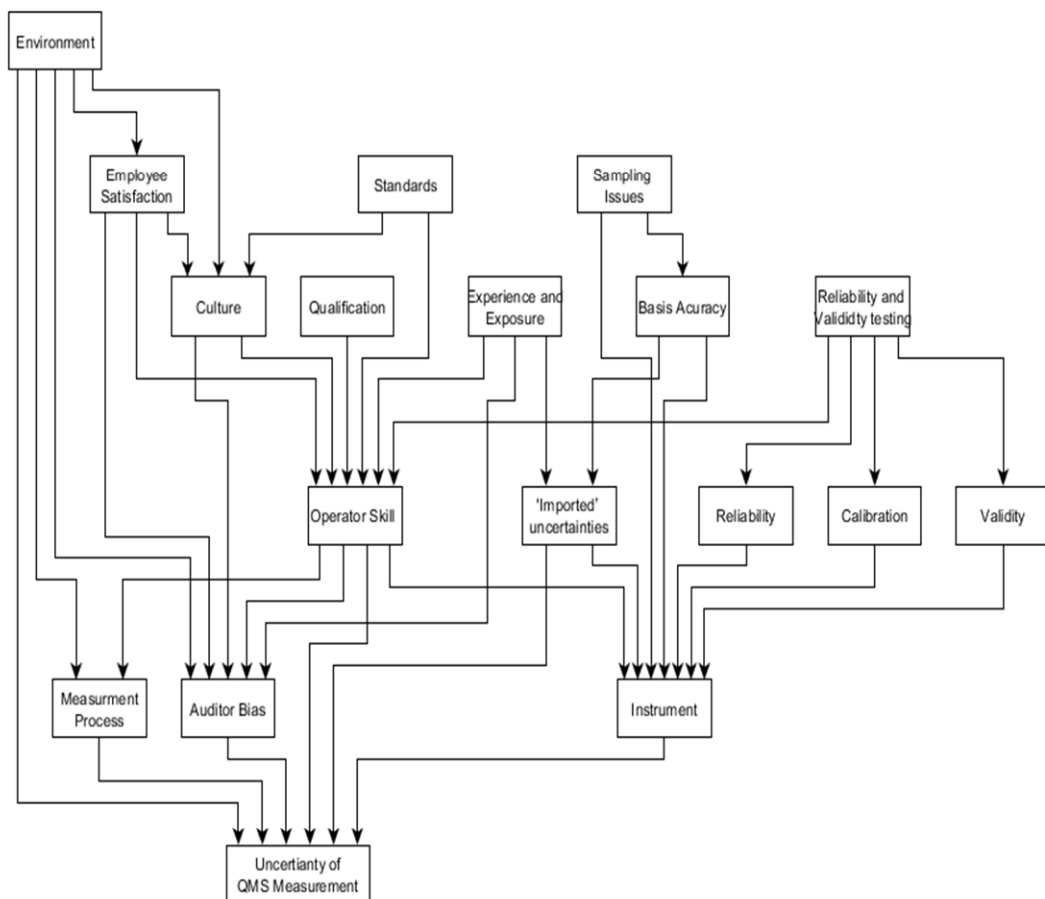 Environment
Employee
Satisfaction
Standards
Sampling
Issues
Culture
Qualification
Experience and
Exposure
Basis Acuracy
Reliability and
Valididty testing
Operator Skill
'Imported'
uncertainties
Reliability
Calibration
Validity
Measurment
Process
Auditor Bias
Instrument
Uncertianty of
QMS Measurement